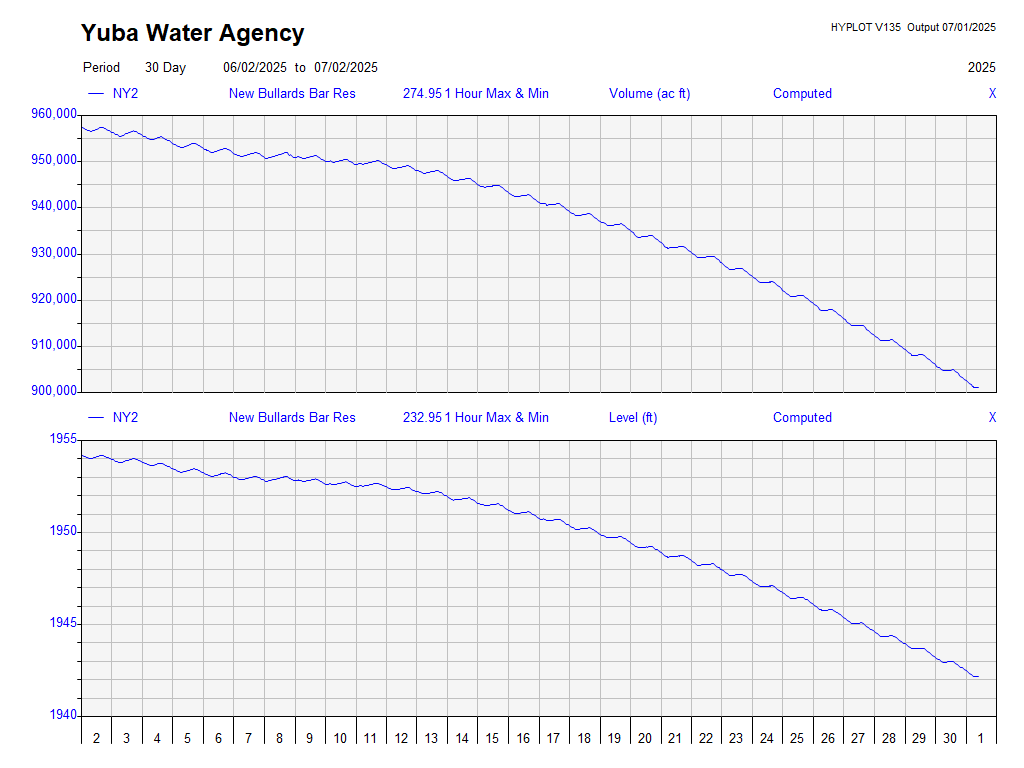 Yuba Water Agency
HYPLOT V135 Output 07/01/2025
Period 30 Day 06/02/2025 to 07/02/2025 2025
NY2 New Bullards Bar Res 274.95 1 Hour Max & Min Volume (ac ft) Computed X
960,000
950,000
940,000
930,000
920,000
910,000
900,000
NY2 New Bullards Bar Res 232.95 1 Hour Max & Min Level (ft) Computed X
1955
1950
1945
1940
2 3 4 5 6 7 8 9 10 11 12 13 14 15 16 17 18 19 20 21 22 23 24 25 26 27 28 29 30 1